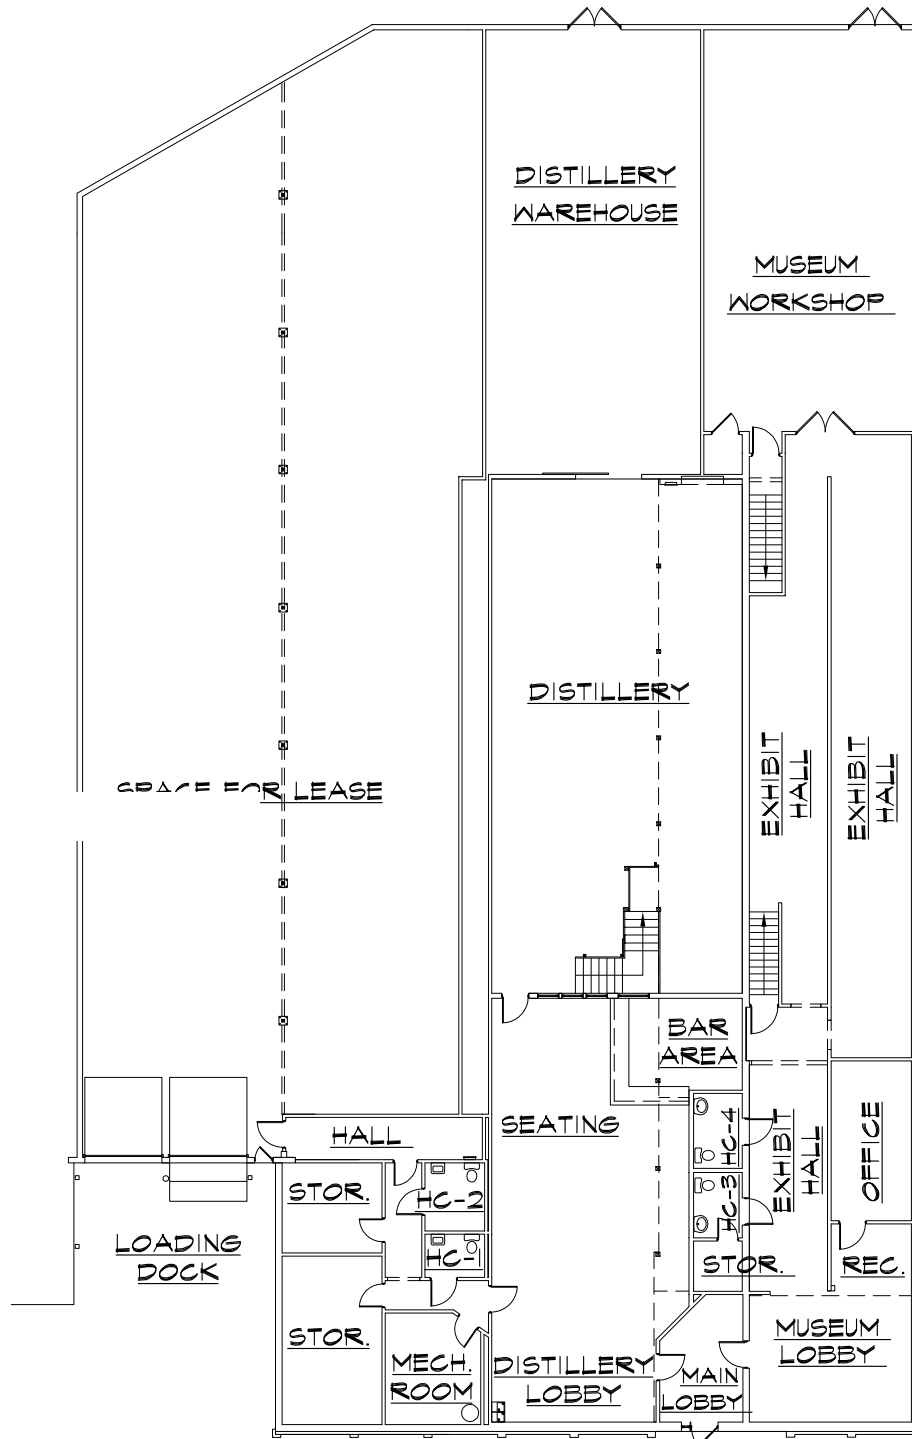 DISTILLERY
WAREHOUSE
MUSEUM
WORKSHOP
DISTILLERY
SPACE FOR LEASE
EXHIBIT
HALL
EXHIBIT
HALL
BAR
AREA
SEATING
HALL
HC-4
EXHIBIT
HALL
OFFICE
STOR.
HC-2
HC-3
LOADING
DOCK
HC-1
STOR.
REC.
STOR.
MECH.
ROOM
DISTILLERY
LOBBY
MAIN
LOBBY
MUSEUM
LOBBY